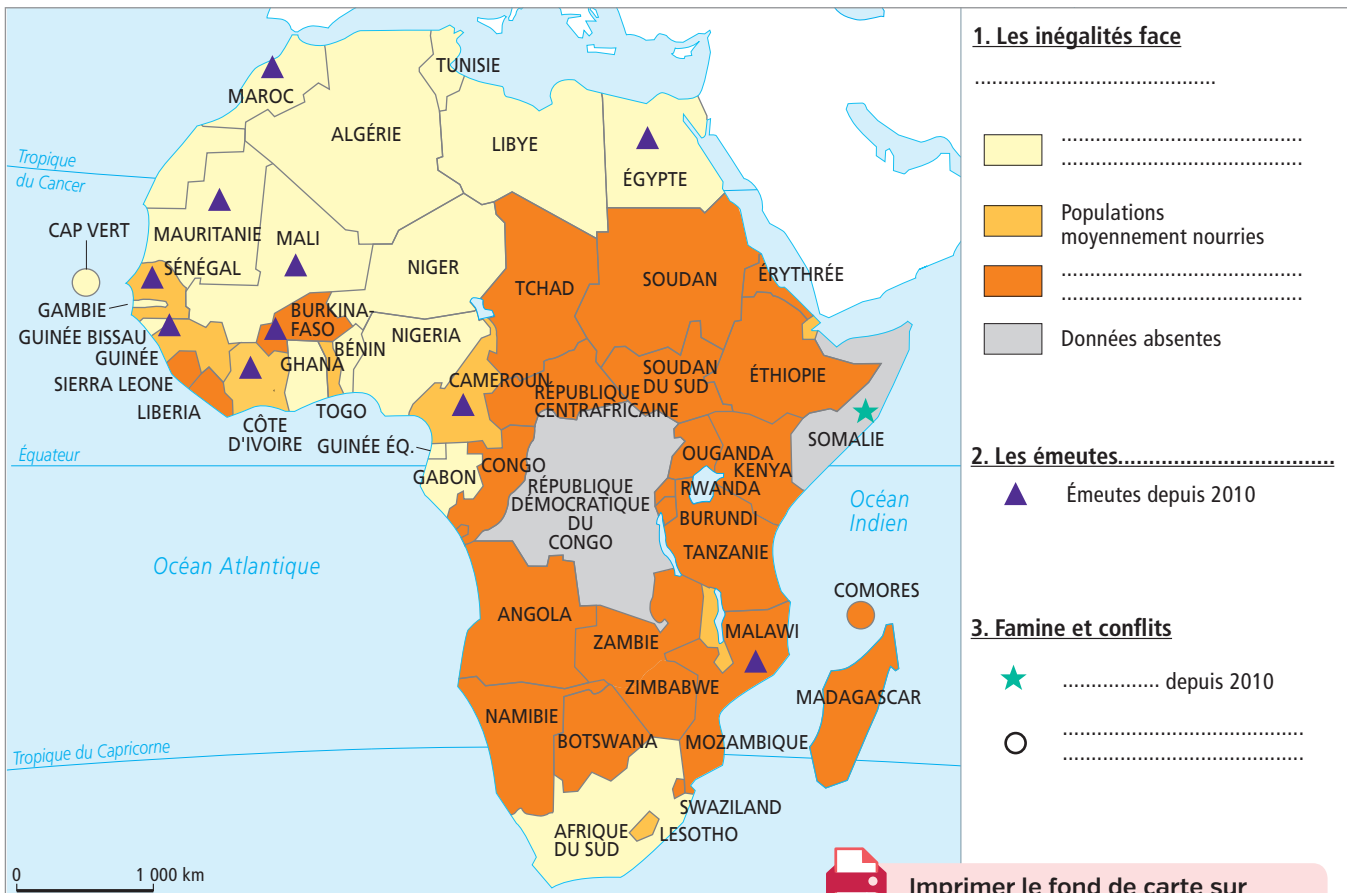 TUNISIE
MAROC
ALGÉRIE
LIBYE
ÉGYPTE
Tropique
du Cancer
CAP VERT
MAURITANIE
MALI
NIGER
SÉNÉGAL
TCHAD
SOUDAN
ÉRYTHRÉE
GAMBIE
BURKINA-
FASO
GUINÉE BISSAU
NIGERIA
GUINÉE
BÉNIN
GHANA
SIERRA LEONE
LIBERIA
CÔTE
D'IVOIRE
TOGO
CAMEROUN
RÉPUBLIQUE
CENTRAFRICAINE
SOUDAN
DU SUD
ÉTHIOPIE
SOMALIE
GUINÉE ÉQ.
Équateur
GABON
CONGO
OUGANDA
KENYA
RWANDA
RÉPUBLIQUE
DÉMOCRATIQUE
DU
CONGO
BURUNDI
TANZANIE
Océan
Indien
Océan Atlantique
COMORES
ANGOLA
ZAMBIE
MALAWI
ZIMBABWE
MADAGASCAR
NAMIBIE
BOTSWANA
MOZAMBIQUE
Tropique du Capricorne
SWAZILAND
AFRIQUE
DU SUD
LESOTHO
0 1 000 km
1. Les inégalités face
........................................
........................................
........................................
Populations
moyennement nourries
........................................
........................................
Données absentes
2. Les émeutes....................................
Émeutes depuis 2010
3. Famine et conflits
................ depuis 2010
........................................
........................................
Imprimer le fond de carte sur